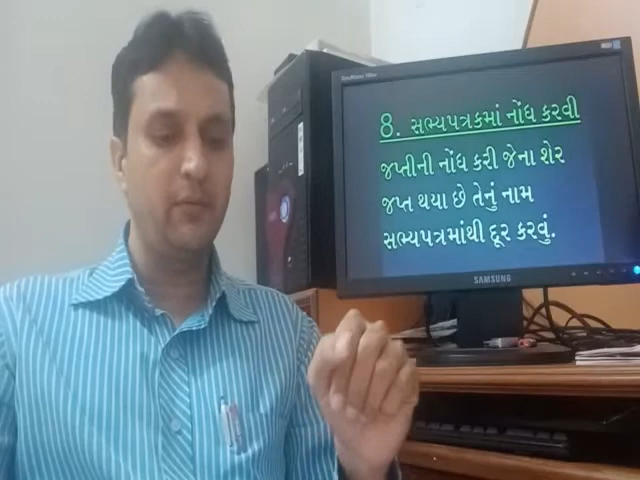 8. સભ્યપત્રકમાં નોંધ કરવી
જપ્તીની નોંધ કરી જેના શેર
જપ્ત થયા છે તેનું નામ
સભ્યપત્રમાંથી દૂર કરવું.
SAMSUNG